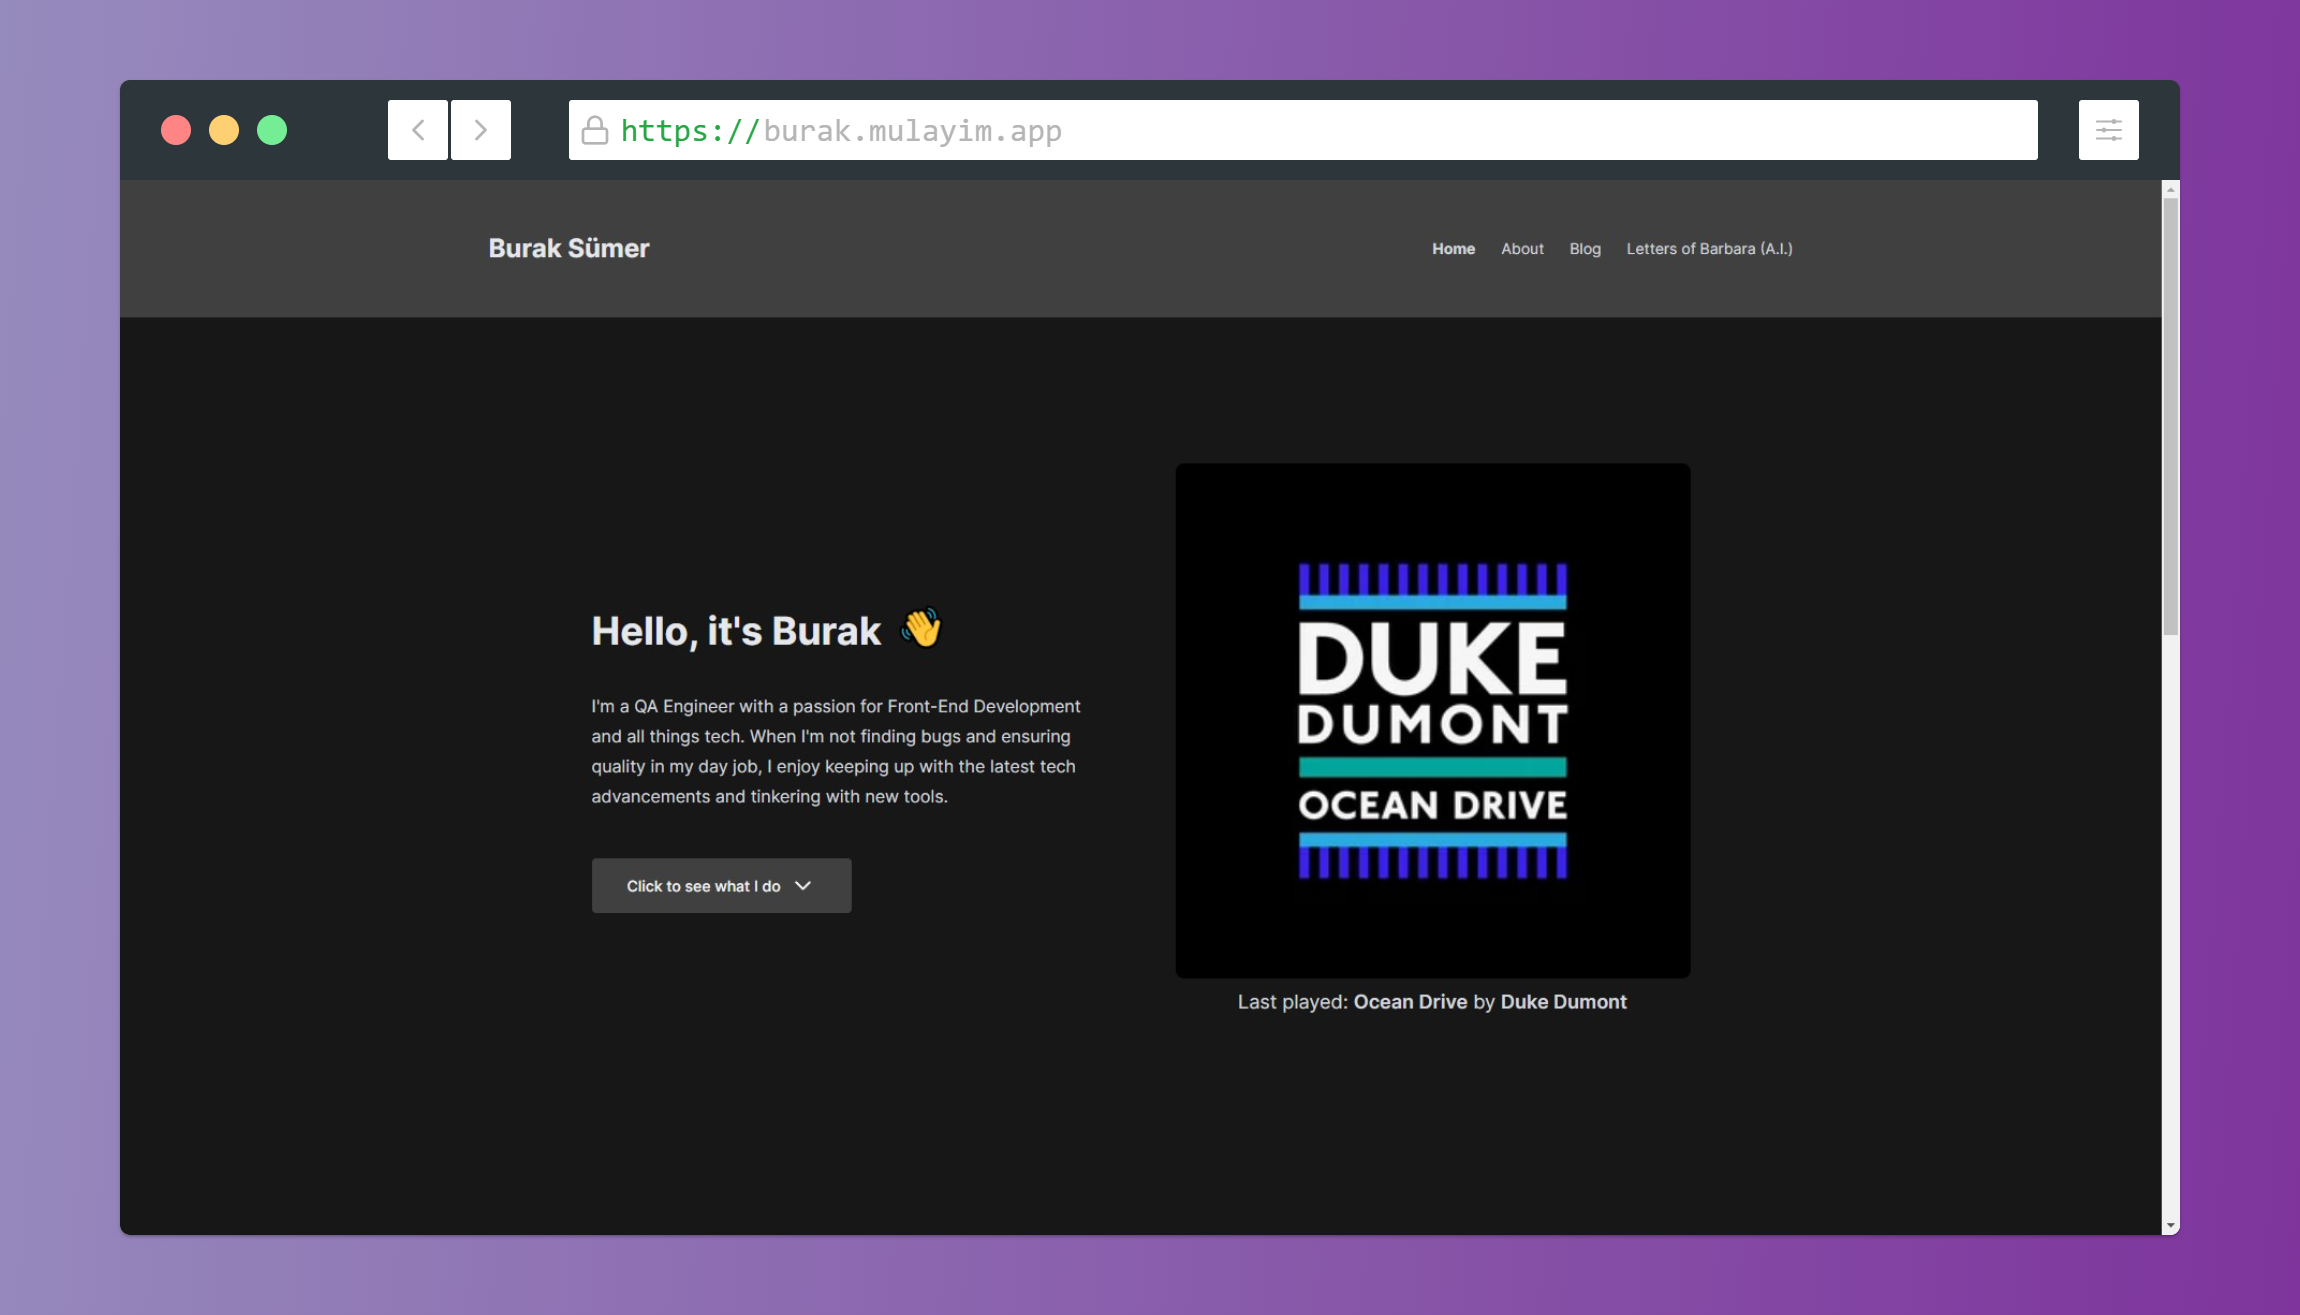 https://burak.mulayim.app
Burak Sümer
Home About Blog Letters of Barbara (A.I.)
Hello, it's Burak 👋
I'm a QA Engineer with a passion for Front-End Development
and all things tech. When I'm not finding bugs and ensuring
quality in my day job, I enjoy keeping up with the latest tech
advancements and tinkering with new tools.
Click to see what I do
DUKE
DUMONT
OCEAN DRIVE
Last played: Ocean Drive by Duke Dumont